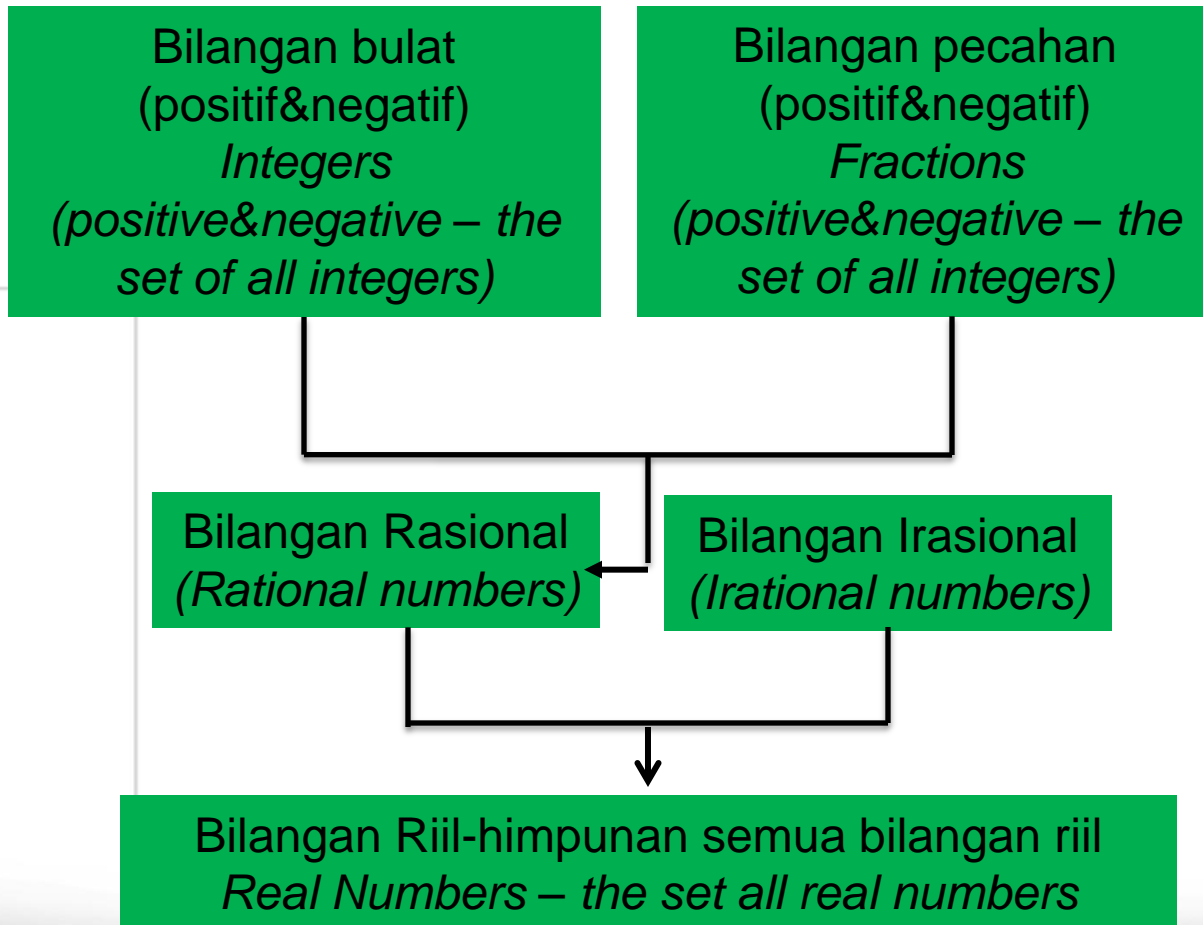 Bilangan bulat
(positif&negatif)
Integers
(positive&negative – the
set of all integers)
Bilangan pecahan
(positif&negatif)
Fractions
(positive&negative – the
set of all integers)
Bilangan Rasional
(Rational numbers)
Bilangan Irasional
(Irational numbers)
Bilangan Riil-himpunan semua bilangan riil
Real Numbers – the set all real numbers